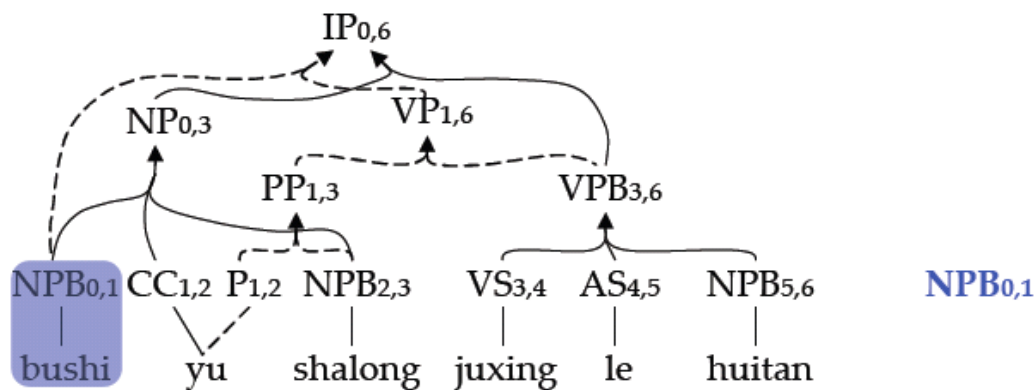 IP0,6
NP0,3 VP1,6
PP1,3 VPB3,6
NPB0,1 CC1,2 P1,2 NPB2,3 VS3,4 AS4,5 NPB5,6 NPB0,1
bushi yu shalong juxing le huitan